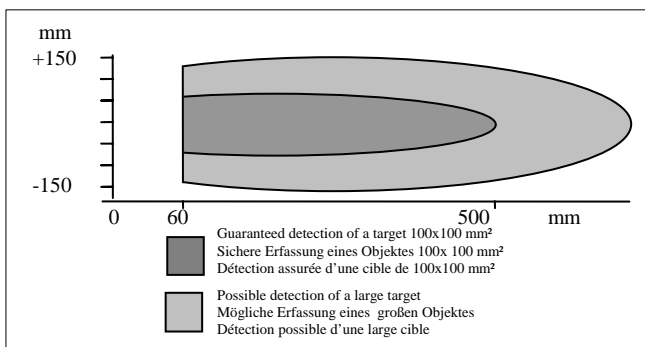 mm
+150
-150
0 60 500 mm
Guaranteed detection of a target 100x100 mm²
Sichere Erfassung eines Objektes 100x 100 mm²
Détection assurée d'une cible de 100x100 mm²
Possible detection of a large target
Mögliche Erfassung eines großen Objektes
Détection possible d'une large cible